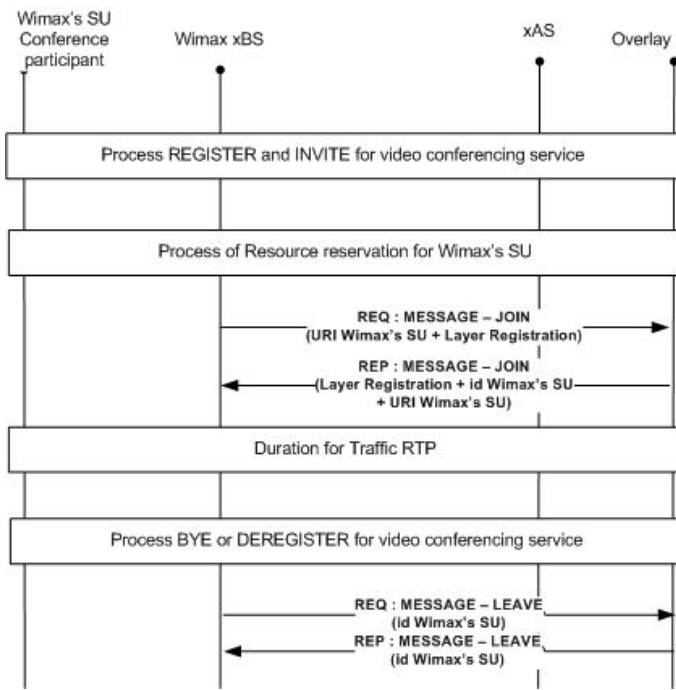 Wimax's SU
Conference
participant
Wimax xBS
xAS
Overlay
Process REGISTER and INVITE for video conferencing service
Process of Resource reservation for Wimax's SU
REQ : MESSAGE – JOIN
(URI Wimax's SU + Layer Registration)
REP : MESSAGE – JOIN
(Layer Registration + id Wimax's SU
+ URI Wimax's SU)
Duration for Traffic RTP
Process BYE or DEREGISTER for video conferencing service
REQ : MESSAGE – LEAVE
(id Wimax's SU)
REP : MESSAGE – LEAVE
(id Wimax's SU)